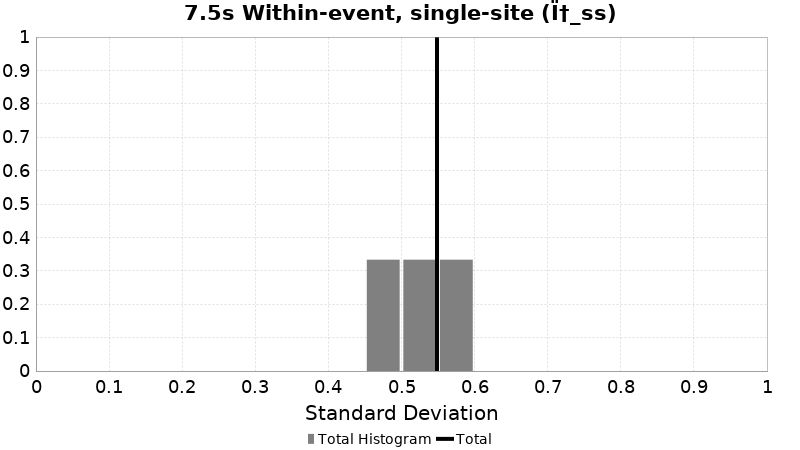 7.5s Within-event, single-site (Ï†_ss)
1
0.9
0.8
0.7
0.6
0.5
0.4
0.3
0.2
0.1
0
0 0.1 0.2 0.3 0.4 0.5 0.6 0.7 0.8 0.9 1
Standard Deviation
Total Histogram Total